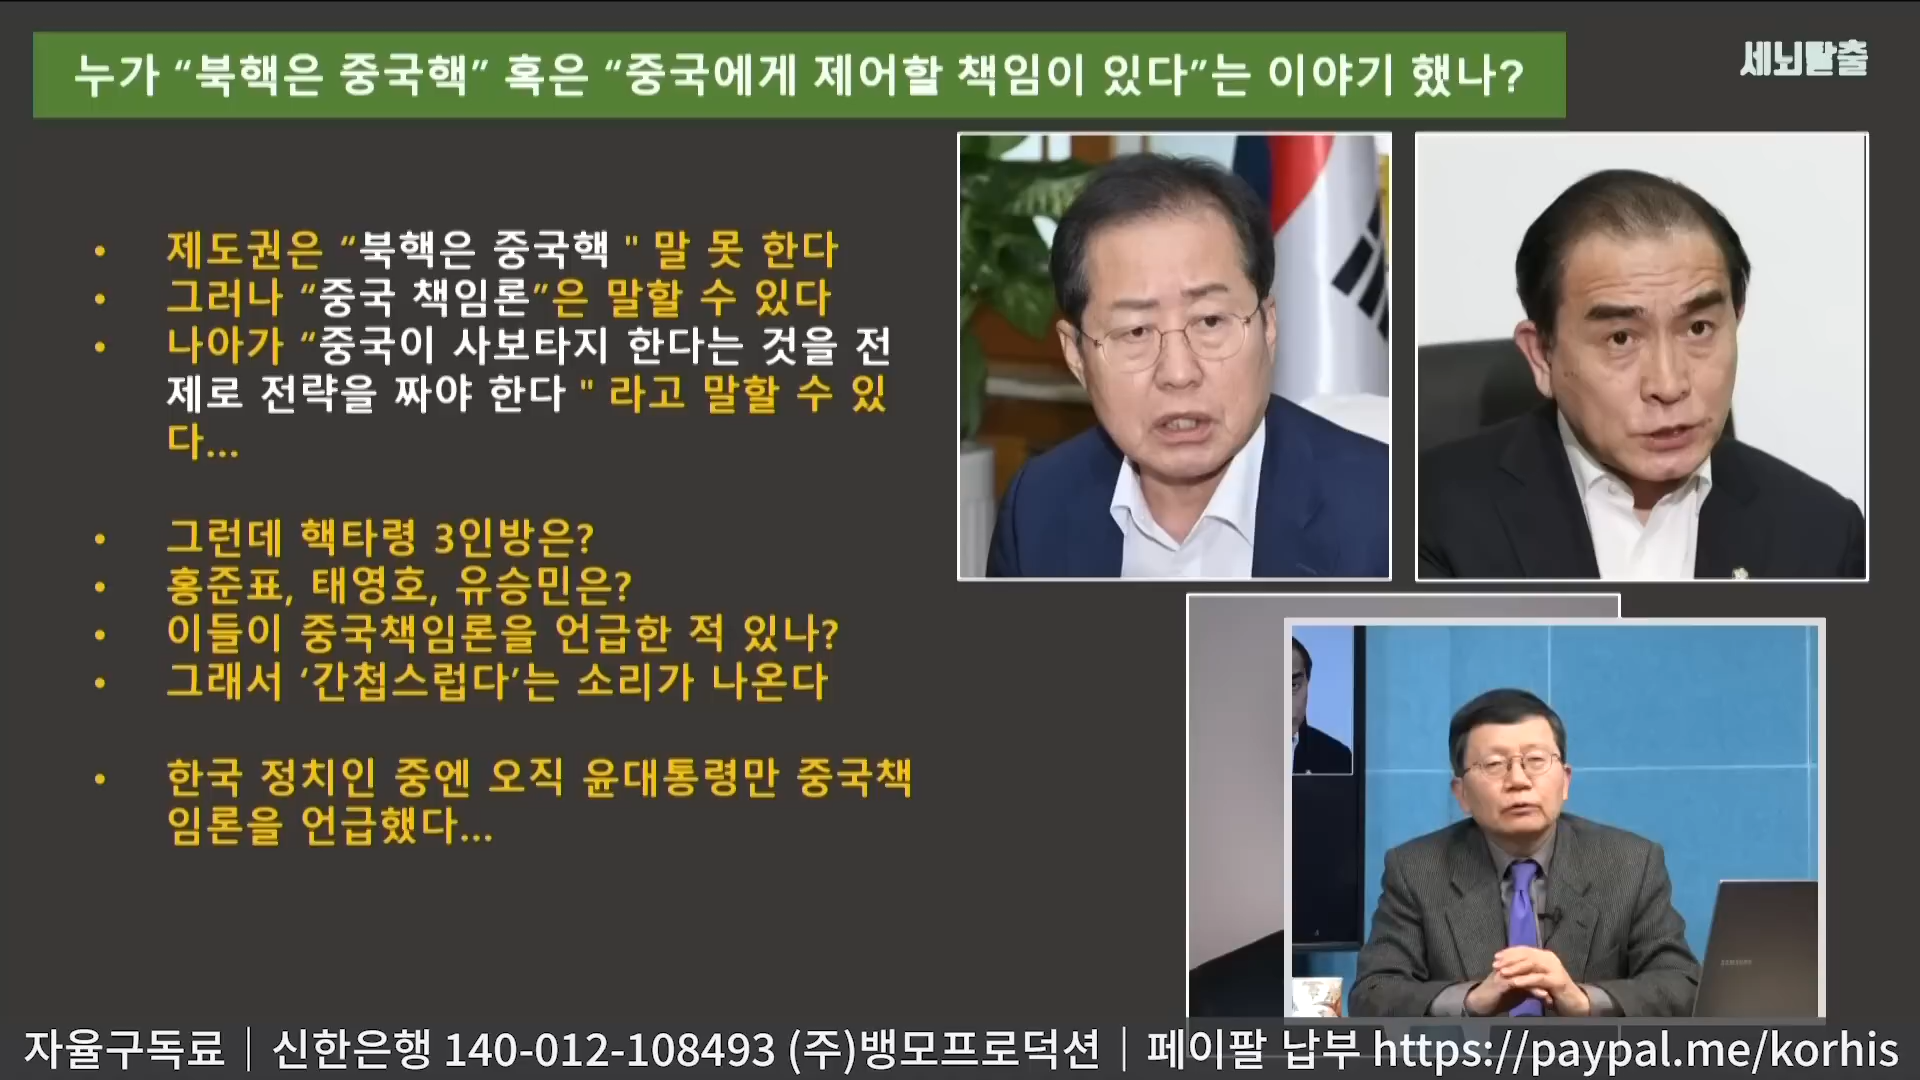 누가 “북핵은 중국핵” 혹은 “중국에게 제어할 책임이 있다”는 이야기 했나?
세뇌탈출
• 제도권은 “북핵은 중국핵 " 말 못 한다
• 그러나 “중국 책임론”은 말할 수 있다
• 나아가 “중국이 사보타지 한다는 것을 전
제로 전략을 짜야 한다 " 라고 말할 수 있
다...
• 그런데 핵타령 3인방은?
• 홍준표, 태영호, 유승민은?
• 이들이 중국책임론을 언급한 적 있나?
• 그래서 ‘간첩스럽다’는 소리가 나온다
• 한국 정치인 중엔 오직 윤대통령만 중국책
임론을 언급했다...
SAMSUNG
자율구독료｜신한은행 140-012-108493 (주)뱅모프로덕션｜페이팔 납부 https://paypal.me/korhis